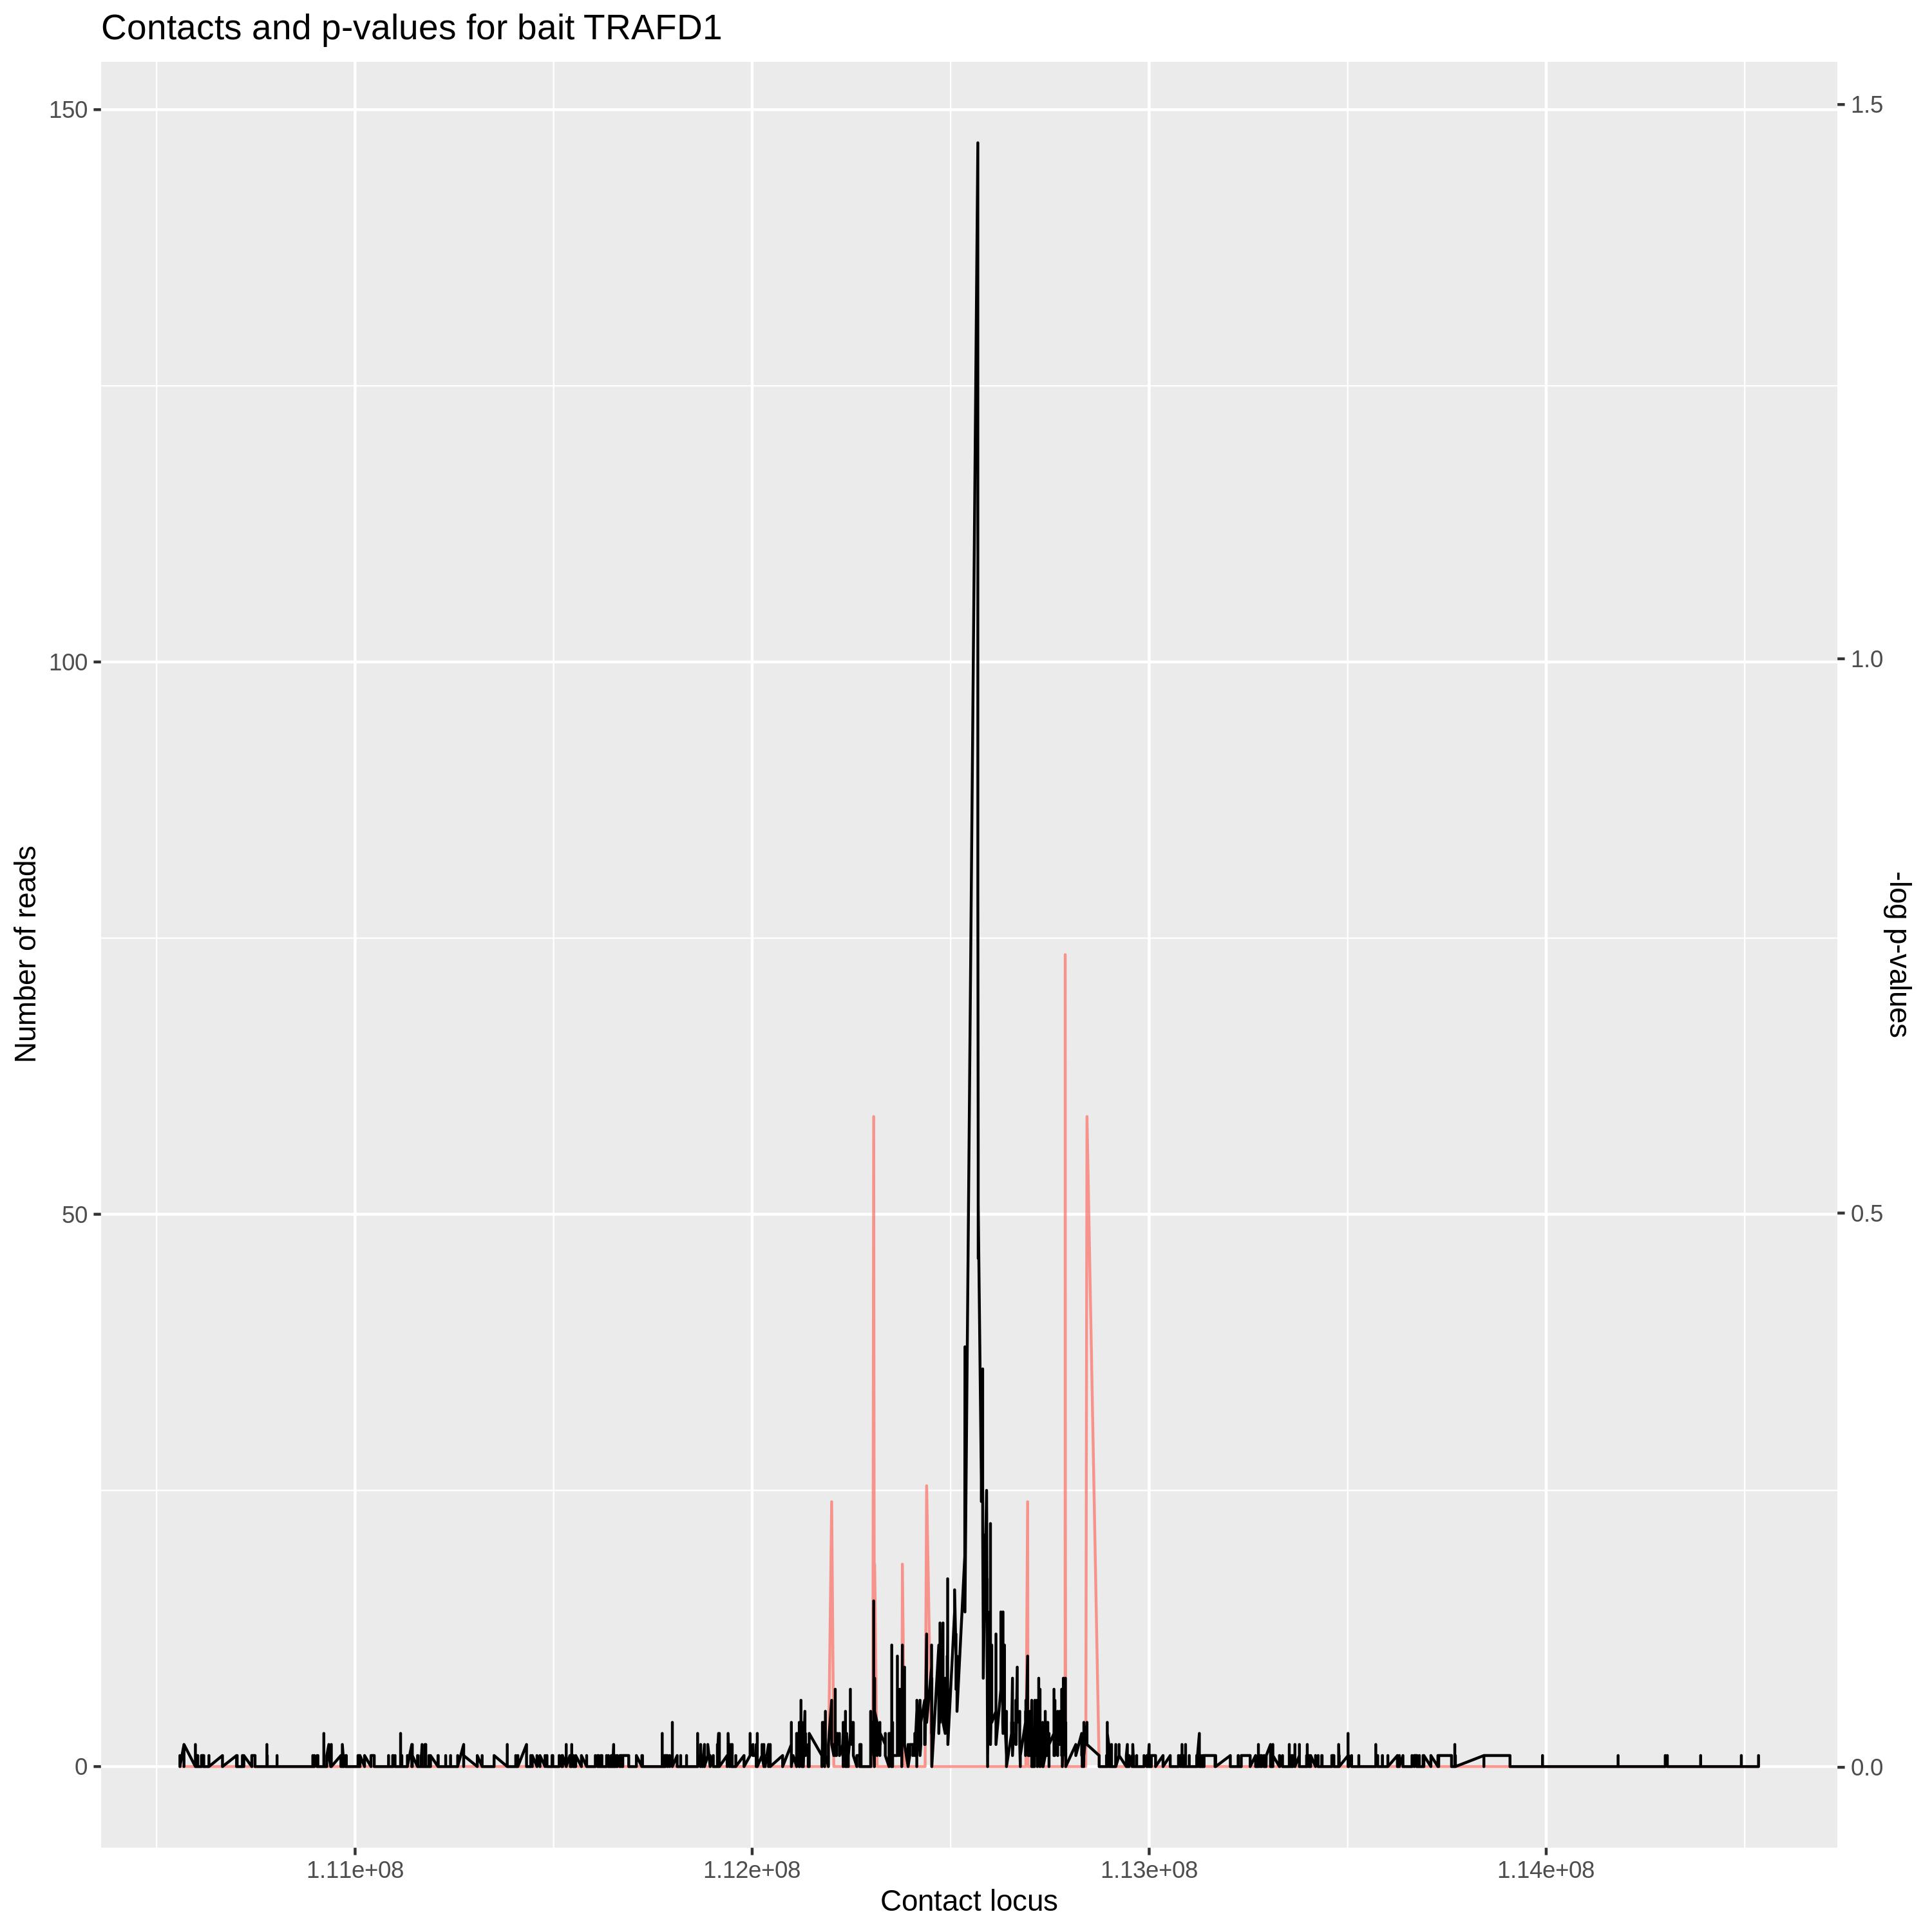 Contacts and p-values for bait TRAFD1
150
100
50
0
Number of reads
1.5
1.0
0.5
0.0
-log p-values
1.11e+08
1.12e+08
1.13e+08
1.14e+08
Contact locus